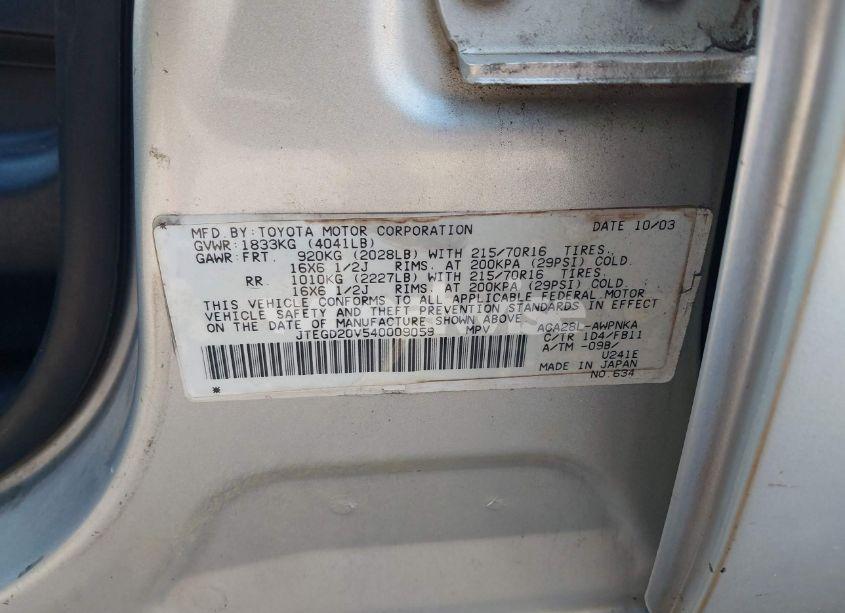 MFD BY: TOYOTA MOTOR CORPORATION DATE 10/03
GVWR: 1833KG (4041LB)
GAWR: FRT. 920KG (2028LB) WITH 215/70R16 TIRES.
16X6 1/2J RIMS. AT 200KPA (29PSI) COLD.
RR 1010KG (2227LB) WITH 215/70R16 TIRES.
16X6 1/2J RIMS. AT 200KPA (29PSI) COLD.
THIS VEHICLE CONFORMS TO ALL APPLICABLE FEDERAL MOTOR
VEHICLE SAFETY AND THEFT PREVENTION STANDARDS IN EFFECT
ON THE DATE OF MANUFACTURE SHOWN ABOVE.
JTEGD20V540009059 MPV ACA28L-AWPNKA
C/TR 1D4/FB11
A/TM -09B/
U241E
MADE IN JAPAN
NO.634